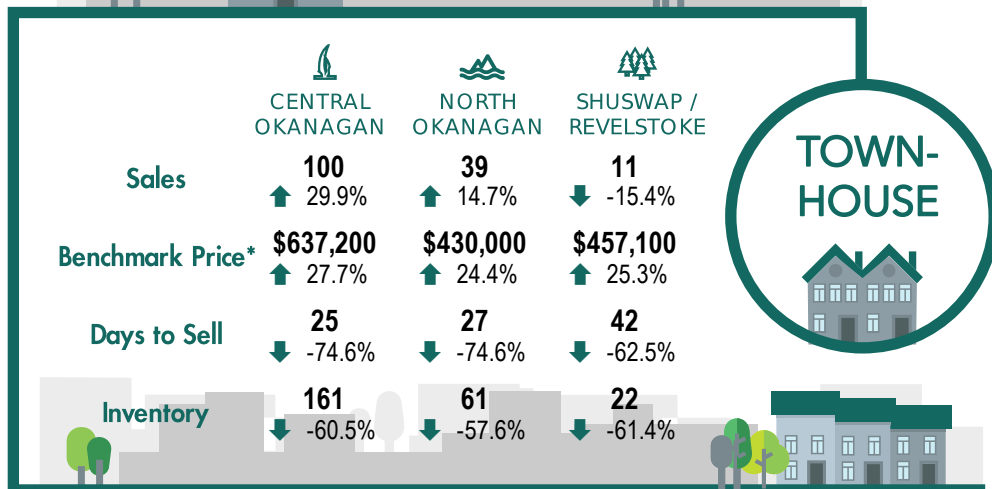 CENTRAL OKANAGAN
NORTH OKANAGAN
SHUSWAP / REVELSTOKE
TOWN-
HOUSE
Sales
100
39
11
29.9%
14.7%
-15.4%
Benchmark Price*
$637,200
$430,000
$457,100
27.7%
24.4%
25.3%
Days to Sell
25
27
42
-74.6%
-74.6%
-62.5%
Inventory
161
61
22
-60.5%
-57.6%
-61.4%